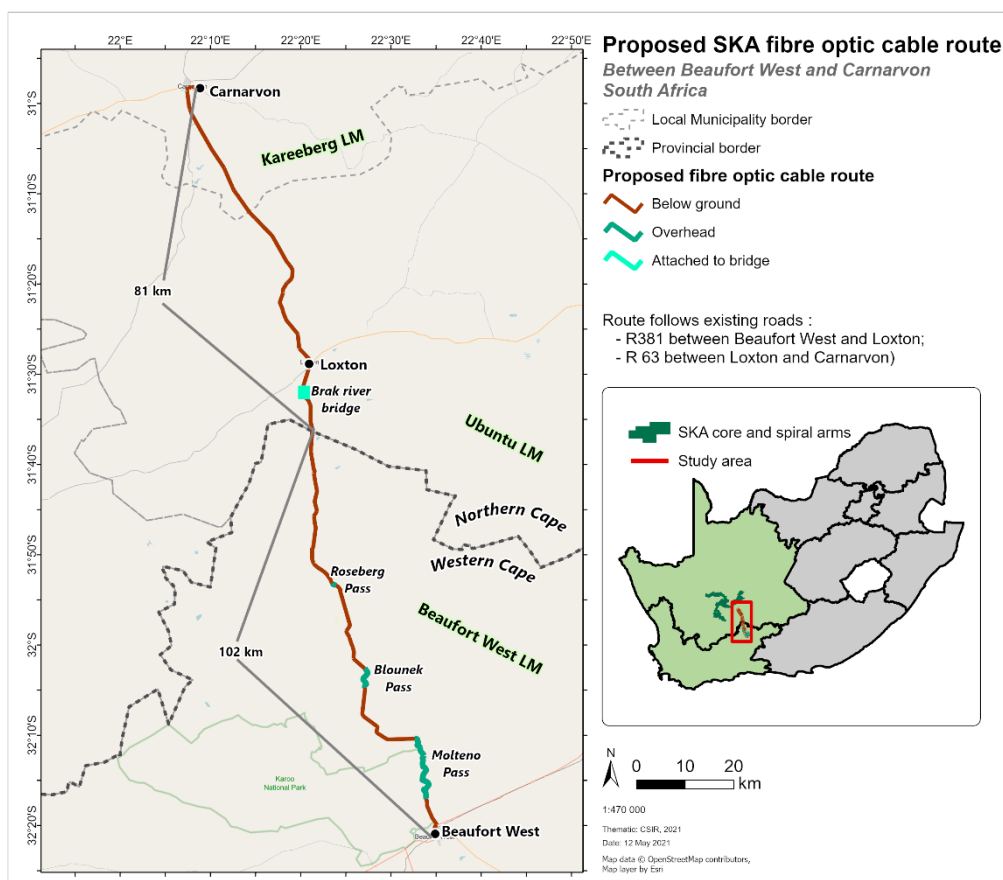 Proposed SKA fibre optic cable route
Between Beaufort West and Carnarvon
South Africa
Local Municipality border
Provincial border
Proposed fibre optic cable route
Below ground
Overhead
Attached to bridge
Route follows existing roads :
- R381 between Beaufort West and Loxton;
- R 63 between Loxton and Carnarvon)
SKA core and spiral arms
Study area
N
0 10 20
km
1:470 000
Thematic: CSIR, 2021
Date: 12 May 2021
Map data © OpenStreetMap contributors,
Map layer by Esri
22°E 22°10'E 22°20'E 22°30'E 22°40'E 22°50'E
31°S
31°10'S
31°20'S
31°30'S
31°40'S
31°50'S
32°S
32°10'S
32°20'S
Carnarvon
Kareeberg LM
81 km
Loxton
Brak river
bridge
Ubuntu LM
Northern Cape
Western Cape
Roseberg
Pass
Beaufort West LM
102 km
Blounek
Pass
Molteno
Pass
Karoo
National Park
Beaufort West